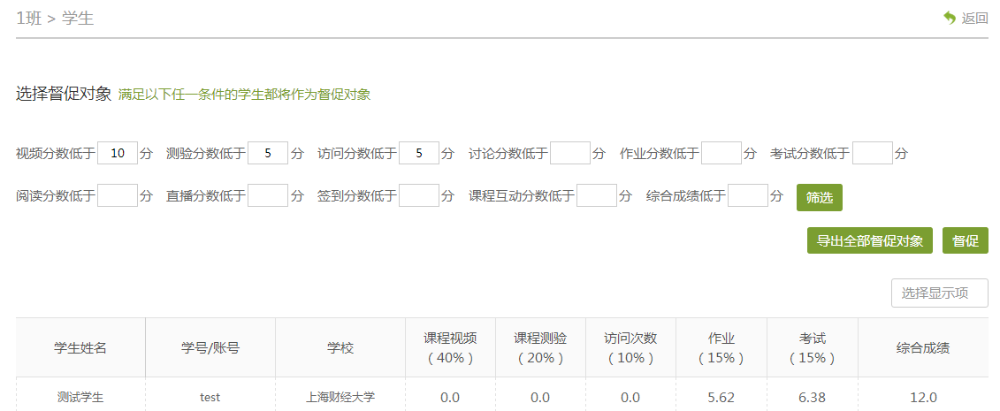 1班 > 学生 返回
选择督促对象 满足以下任一条件的学生都将作为督促对象
视频分数低于 10 分 测验分数低于 5 分 访问分数低于 5 分 讨论分数低于 分 作业分数低于 分 考试分数低于 分
阅读分数低于 分 直播分数低于 分 签到分数低于 分 课程互动分数低于 分 综合成绩低于 分 筛选
导出全部督促对象 督促
选择显示项
学生姓名 学号/账号 学校 课程视频 课程测验 访问次数 作业 考试 综合成绩
（40%） （20%） （10%） （15%） （15%）
测试学生 test 上海财经大学 0.0 0.0 0.0 5.62 6.38 12.0